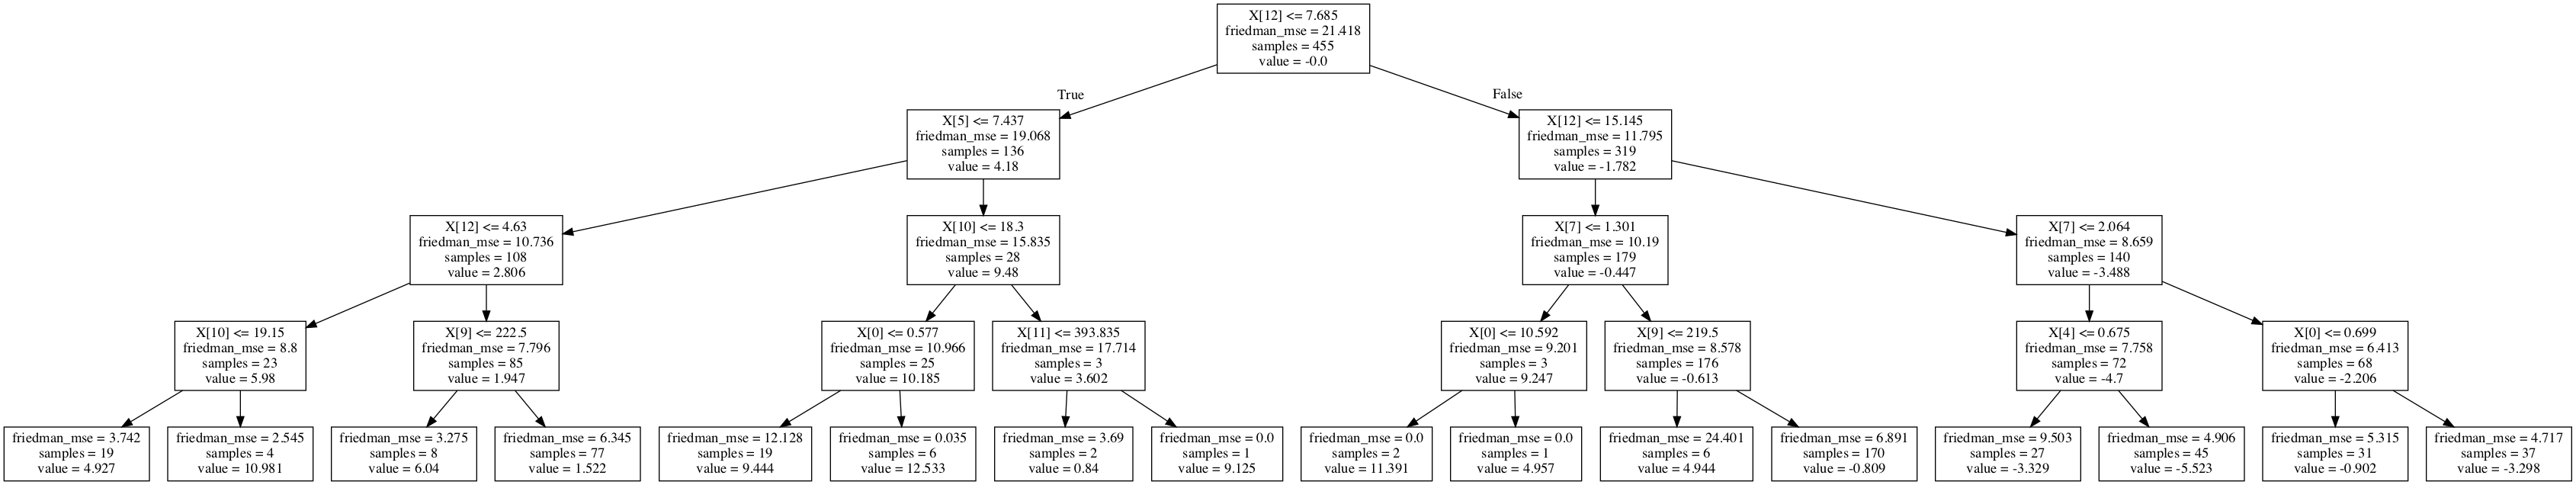 X[12] <= 7.685
friedman_mse = 21.418
samples = 455
value = -0.0
True
False
X[5] <= 7.437
friedman_mse = 19.068
samples = 136
value = 4.18
X[12] <= 15.145
friedman_mse = 11.795
samples = 319
value = -1.782
X[12] <= 4.63
friedman_mse = 10.736
samples = 108
value = 2.806
X[10] <= 18.3
friedman_mse = 15.835
samples = 28
value = 9.48
X[7] <= 1.301
friedman_mse = 10.19
samples = 179
value = -0.447
X[7] <= 2.064
friedman_mse = 8.659
samples = 140
value = -3.488
X[10] <= 19.15
friedman_mse = 8.8
samples = 23
value = 5.98
X[9] <= 222.5
friedman_mse = 7.796
samples = 85
value = 1.947
X[0] <= 0.577
friedman_mse = 10.966
samples = 25
value = 10.185
X[11] <= 393.835
friedman_mse = 17.714
samples = 3
value = 3.602
X[0] <= 10.592
friedman_mse = 9.201
samples = 3
value = 9.247
X[9] <= 219.5
friedman_mse = 8.578
samples = 176
value = -0.613
X[4] <= 0.675
friedman_mse = 7.758
samples = 72
value = -4.7
X[0] <= 0.699
friedman_mse = 6.413
samples = 68
value = -2.206
friedman_mse = 3.742
samples = 19
value = 4.927
friedman_mse = 2.545
samples = 4
value = 10.981
friedman_mse = 3.275
samples = 8
value = 6.04
friedman_mse = 6.345
samples = 77
value = 1.522
friedman_mse = 12.128
samples = 19
value = 9.444
friedman_mse = 0.035
samples = 6
value = 12.533
friedman_mse = 3.69
samples = 2
value = 0.84
friedman_mse = 0.0
samples = 1
value = 9.125
friedman_mse = 0.0
samples = 2
value = 11.391
friedman_mse = 0.0
samples = 1
value = 4.957
friedman_mse = 24.401
samples = 6
value = 4.944
friedman_mse = 6.891
samples = 170
value = -0.809
friedman_mse = 9.503
samples = 27
value = -3.329
friedman_mse = 4.906
samples = 45
value = -5.523
friedman_mse = 5.315
samples = 31
value = -0.902
friedman_mse = 4.717
samples = 37
value = -3.298